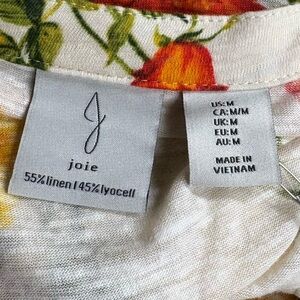 J
joie
55% linen | 45% lyocell
US: M
CA: M/M
UK: M
EU: M
AU: M
MADE IN
VIETNAM